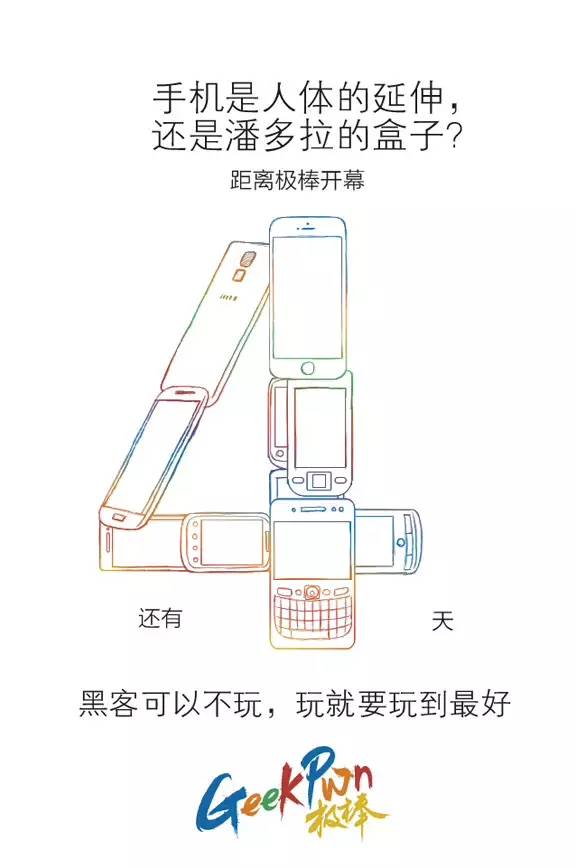 手机是人体的延伸，
还是潘多拉的盒子？
距离极棒开幕
还有
天
黑客可以不玩，玩就要玩到最好
GeekPwn
极棒